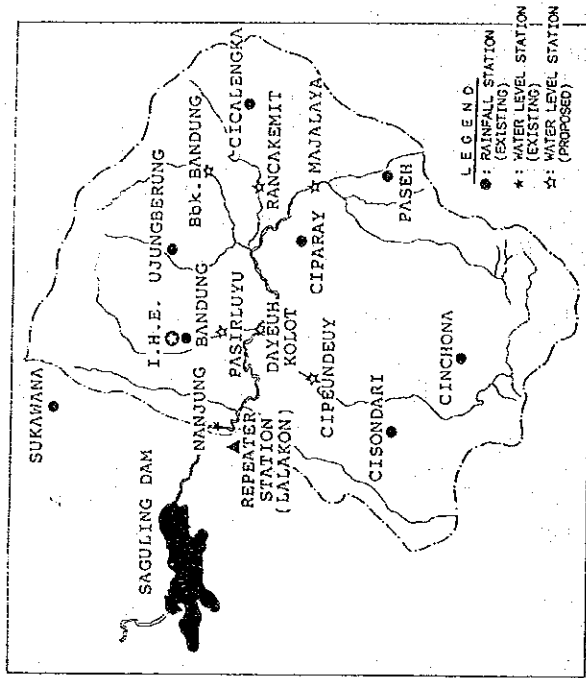 SUKAWANA
I.H.E.
UJUNGBERUNG
Bbk.BANDUNG
CICALENGKA
SAGULING DAM
NANJUNG
BANDUNG
PASIRLUYU
RANCAKEMIT
REPEATER
STATION
(LALAKON)
DAYEUH
KOLOT
CIPARAY
MAJALAYA
CIPEUNDEUY
PASEH
CISONDARI
CINCHONA
LEGEND
●: RAINFALL STATION
(EXISTING)
★: WATER LEVEL STATION
(EXISTING)
☆: WATER LEVEL STATION
(PROPOSED)